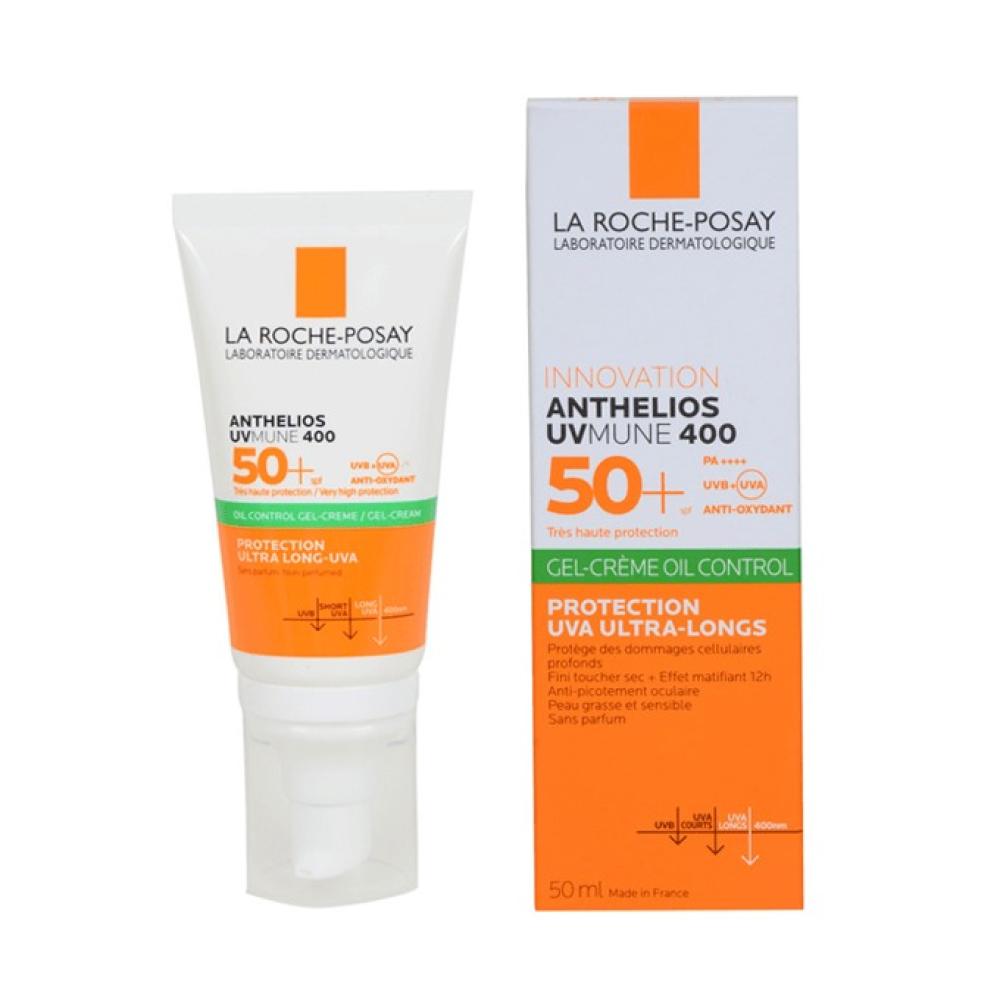 LA ROCHE-POSAY
LABORATOIRE DERMATOLOGIQUE
ANTHELIOS
UVMUNE 400
50+ spf
UVB + UVA
ANTI-OXYDANT
Très haute protection / Very high protection
OIL CONTROL GEL-CREME / GEL-CREAM
PROTECTION
ULTRA LONG-UVA
Sans parfum. Non-perfumed
UVB SHORT UVA LONG UVA 400nm
LA ROCHE-POSAY
LABORATOIRE DERMATOLOGIQUE
INNOVATION
ANTHELIOS
UVMUNE 400
50+ spf
PA ++++
UVB + UVA
ANTI-OXYDANT
Très haute protection
GEL-CRÈME OIL CONTROL
PROTECTION
UVA ULTRA-LONGS
Protège des dommages cellulaires
profonds
Fini toucher sec + Effet matifiant 12h
Anti-picotement oculaire
Peau grasse et sensible
Sans parfum
UVB UVA COURTS UVA LONGS 400nm
50 ml Made in France